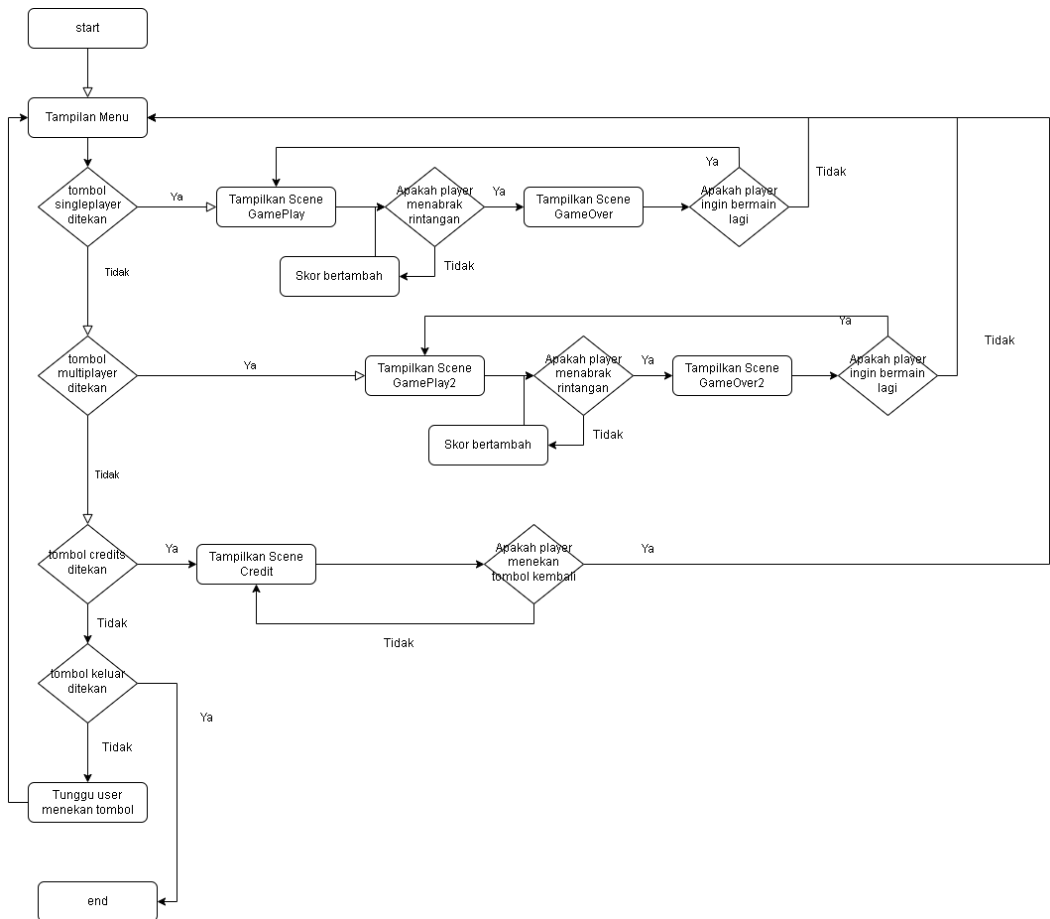 start
Tampilan Menu
tombol
singleplayer
ditekan
Ya
Tampilkan Scene
GamePlay
Apakah player
menabrak
rintangan
Ya
Tampilkan Scene
GameOver
Apakah player
ingin bermain
lagi
Ya
Tidak
Tidak
Skor bertambah
Tidak
tombol
multiplayer
ditekan
Ya
Tampilkan Scene
GamePlay2
Apakah player
menabrak
rintangan
Ya
Tampilkan Scene
GameOver2
Apakah player
ingin bermain
lagi
Ya
Tidak
Tidak
Skor bertambah
Tidak
tombol credits
ditekan
Ya
Tampilkan Scene
Credit
Apakah player
menekan
tombol kembali
Ya
Tidak
Tidak
tombol keluar
ditekan
Ya
Tidak
Tunggu user
menekan tombol
end